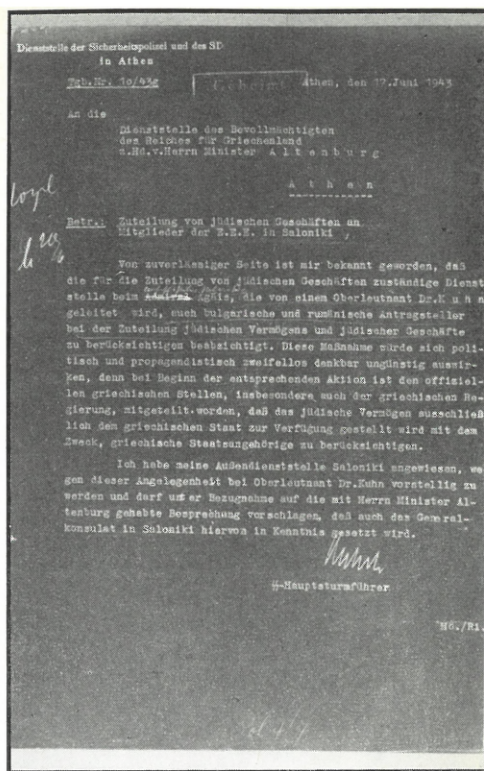 Dienststelle der Sicherheitspolizei und des SD
in Athen
Tgb.Nr. 10/43g Geheim! Athen, den 17.Juni 1943
An die
Dienststelle des Bevollmächtigten
des Reiches für Griechenland
z.Hd.v.Herrn Minister A l t e n b u r g
A t h e n
Betr.: Zuteilung von jüdischen Geschäften an
Mitglieder der E.E.E. in Saloniki
Von zuverlässiger Seite ist mir bekannt geworden, daß
die für die Zuteilung von jüdischen Geschäften zuständige Dienst
stelle beim Admiral Ägäis, die von einem Oberleutnant Dr.K u h n
geleitet wird, auch bulgarische und rumänische Antragsteller
bei der Zuteilung jüdischen Vermögens und jüdischer Geschäfte
zu berücksichtigen beabsichtigt. Diese Maßnahme würde sich poli-
tisch und propagandistisch zweifellos denkbar ungünstig auswir-
ken, denn bei Beginn der entsprechenden Aktion ist den offiziel-
len griechischen Stellen, insbesondere auch der griechischen Re-
gierung, mitgeteilt worden, daß das jüdische Vermögen ausschließ
lich dem griechischen Staat zur Verfügung gestellt wird mit dem
Zweck, griechische Staatsangehörige zu berücksichtigen.
Ich habe meine Außendienststelle Saloniki angewiesen, we
gen dieser Angelegenheit bei Oberleutnant Dr.Kuhn vorstellig zu
werden und darf unter Bezugnahme auf die mit Herrn Minister Al-
tenburg gehabte Besprechung vorschlagen, daß auch das General-
konsulat in Saloniki hiervon in Kenntnis gesetzt wird.
SS-Hauptsturmführer
Hö./Ri.